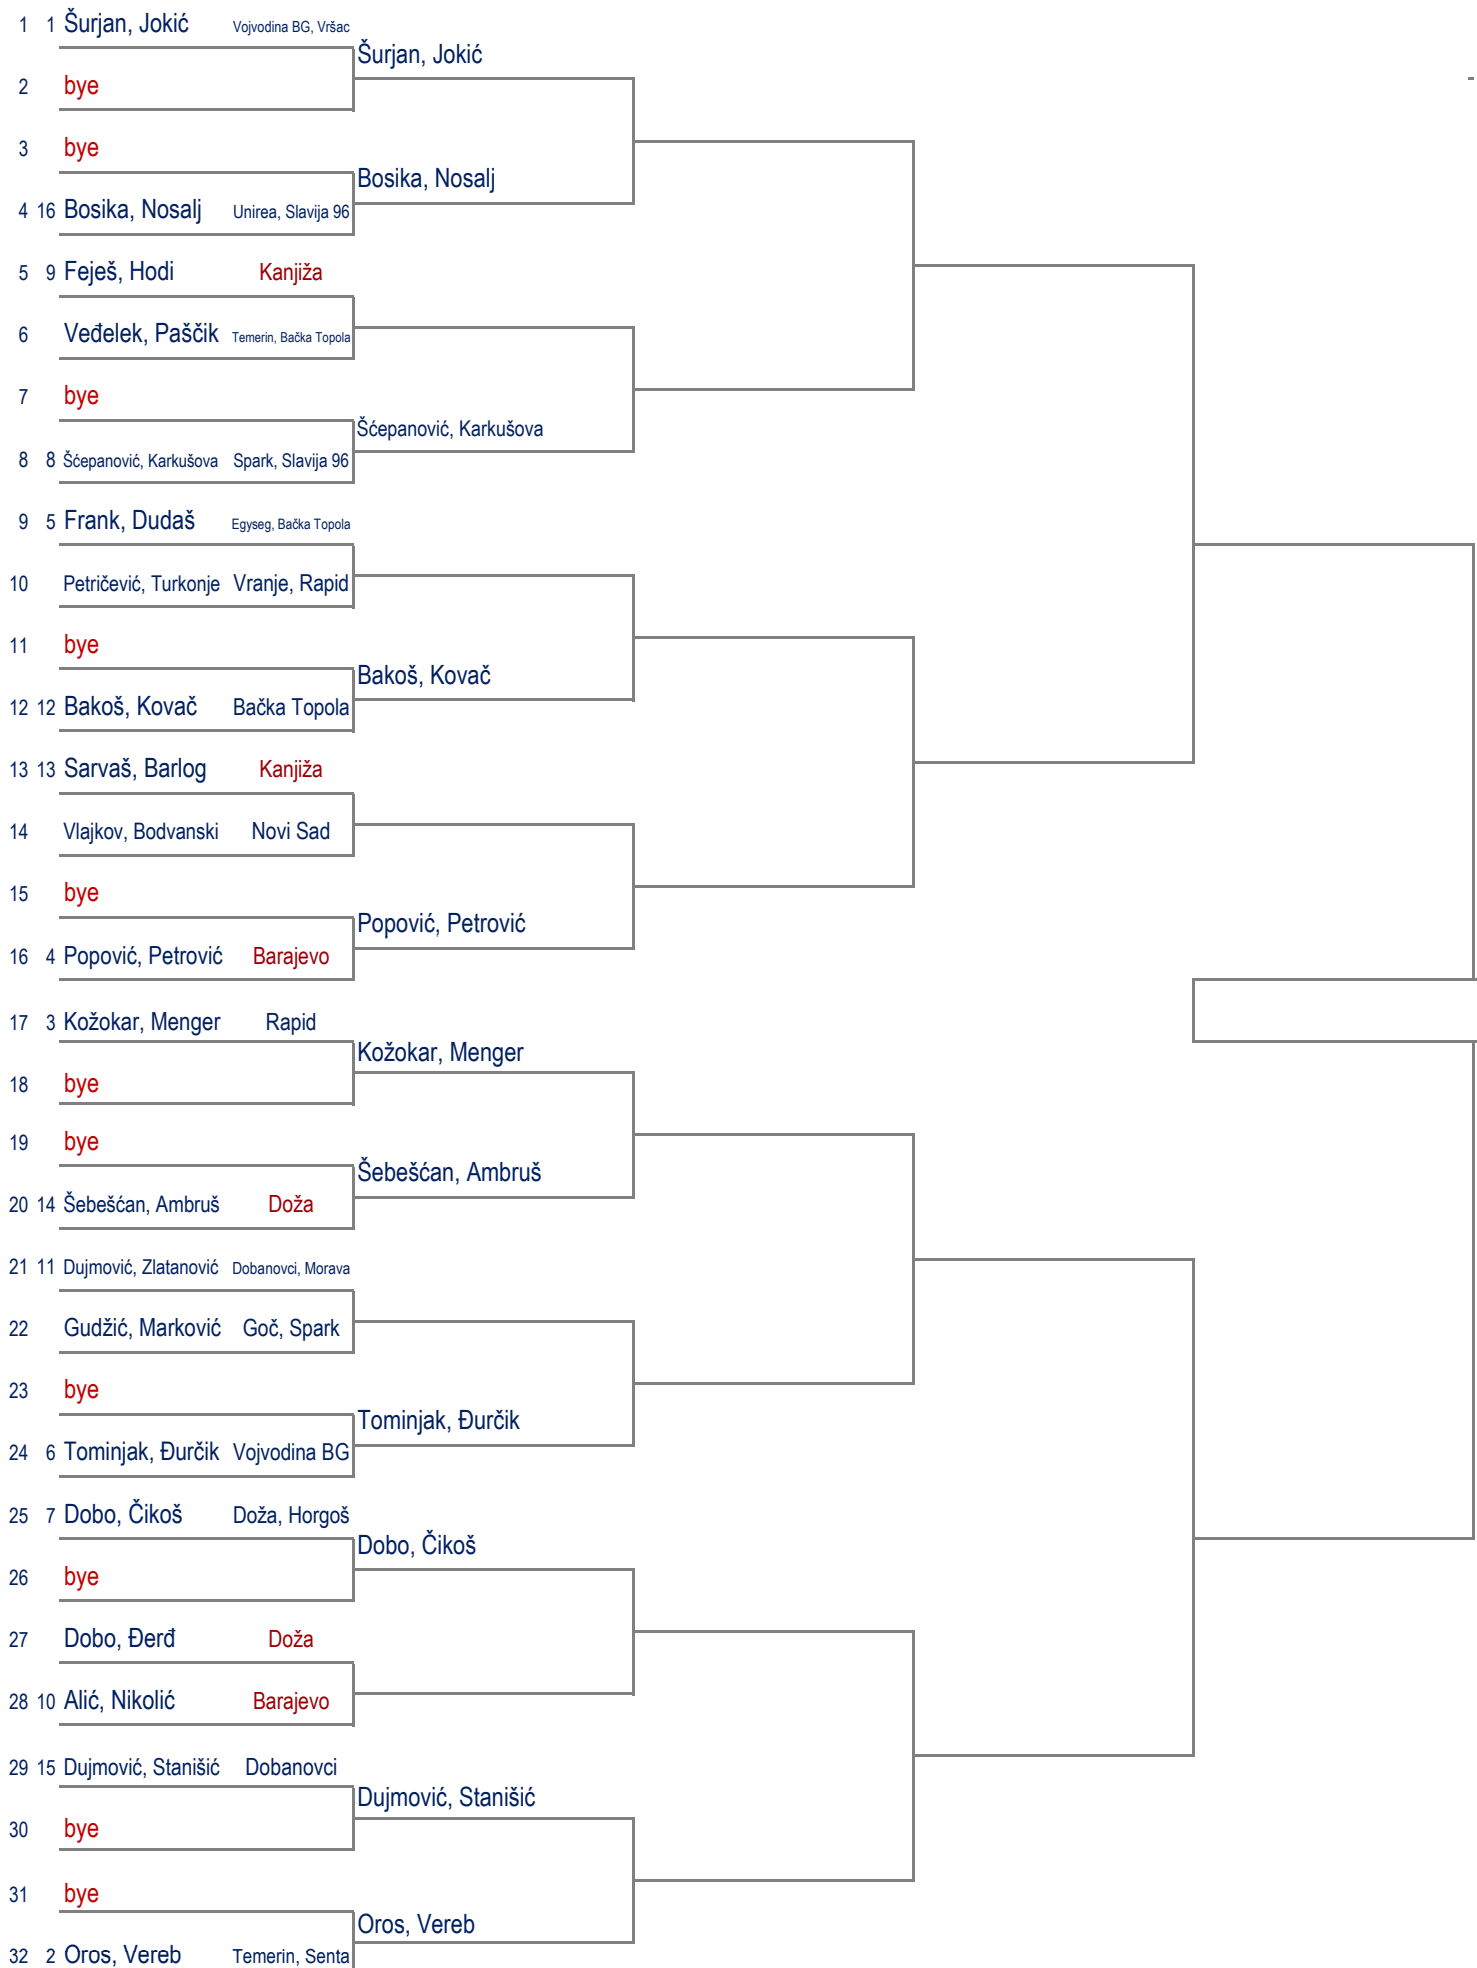 1 1 Šurjan, Jokić Vojvodina BG, Vršac
Šurjan, Jokić
2 bye
3 bye
Bosika, Nosalj
4 16 Bosika, Nosalj Unirea, Slavija 96
5 9 Feješ, Hodi Kanjiža
6 Veđelek, Paščik Temerin, Bačka Topola
7 bye
Šćepanović, Karkušova
8 8 Šćepanović, Karkušova Spark, Slavija 96
9 5 Frank, Dudaš Egyseg, Bačka Topola
10 Petričević, Turkonje Vranje, Rapid
11 bye
Bakoš, Kovač
12 12 Bakoš, Kovač Bačka Topola
13 13 Sarvaš, Barlog Kanjiža
14 Vlajkov, Bodvanski Novi Sad
15 bye
Popović, Petrović
16 4 Popović, Petrović Barajevo
17 3 Kožokar, Menger Rapid
Kožokar, Menger
18 bye
19 bye
Šebešćan, Ambruš
20 14 Šebešćan, Ambruš Doža
21 11 Dujmović, Zlatanović Dobanovci, Morava
22 Gudžić, Marković Goč, Spark
23 bye
Tominjak, Đurčik
24 6 Tominjak, Đurčik Vojvodina BG
25 7 Dobo, Čikoš Doža, Horgoš
Dobo, Čikoš
26 bye
27 Dobo, Đerđ Doža
28 10 Alić, Nikolić Barajevo
29 15 Dujmović, Stanišić Dobanovci
Dujmović, Stanišić
30 bye
31 bye
Oros, Vereb
32 2 Oros, Vereb Temerin, Senta